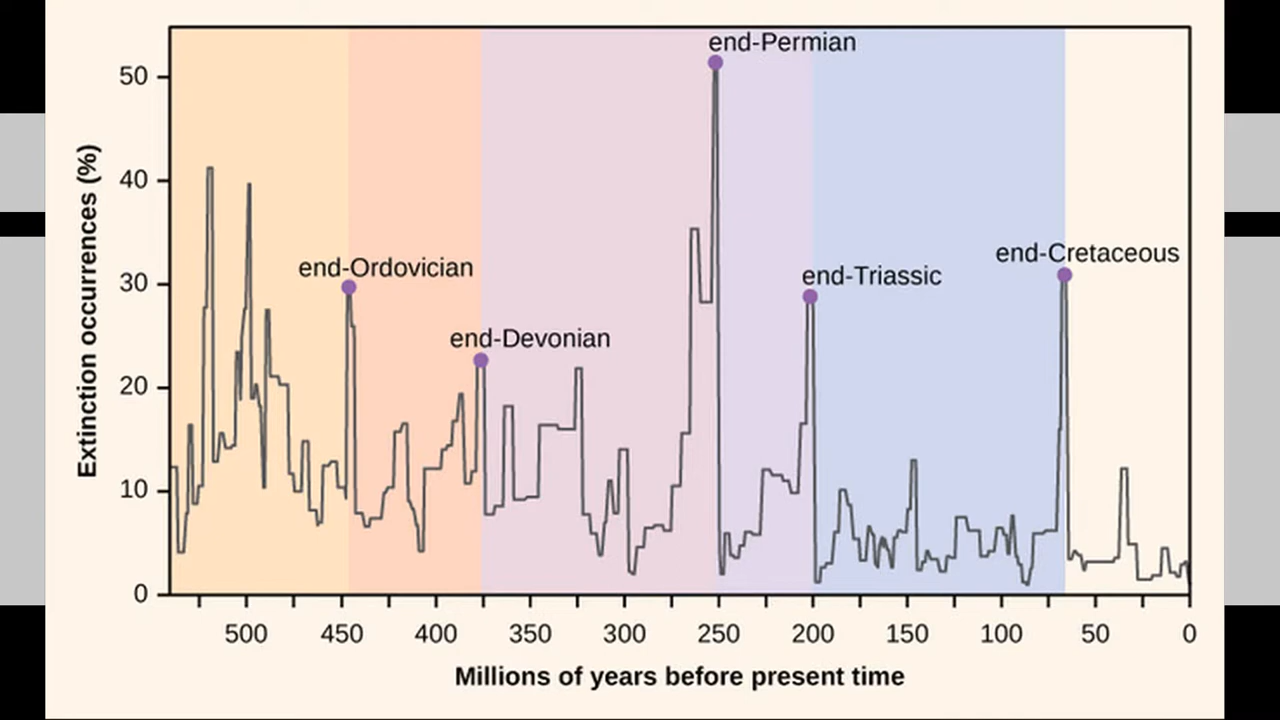 end-Permian
50
40
end-Cretaceous
end-Ordovician
end-Triassic
30
end-Devonian
20
10
0
Extinction occurrences (%)
500 450 400 350 300 250 200 150 100 50 0
Millions of years before present time